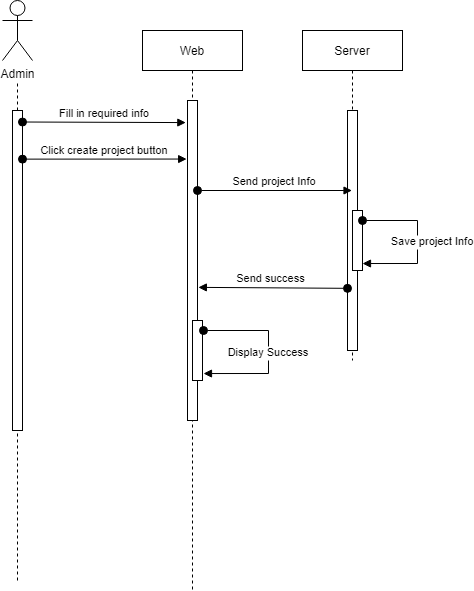 Web
Server
Admin
Fill in required info
Click create project button
Send project Info
Save project Info
Send success
Display Success